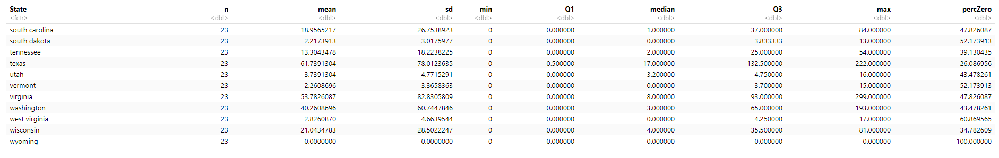 State n mean sd min Q1 median Q3 max percZero
<fctr> <dbl> <dbl> <dbl> <dbl> <dbl> <dbl> <dbl> <dbl> <dbl>
south carolina 23 18.9565217 26.7538923 0 0.000000 1.000000 37.000000 84.000000 47.826087
south dakota 23 2.2173913 3.0175977 0 0.000000 0.000000 3.833333 13.000000 52.173913
tennessee 23 13.3043478 18.2238225 0 0.000000 2.000000 25.000000 54.000000 39.130435
texas 23 61.7391304 78.0123635 0 0.500000 17.000000 132.500000 222.000000 26.086956
utah 23 3.7391304 4.7715291 0 0.000000 3.200000 4.750000 16.000000 43.478261
vermont 23 2.2608696 3.3658363 0 0.000000 0.000000 3.700000 15.000000 52.173913
virginia 23 53.7826087 82.8305809 0 0.000000 8.000000 93.000000 299.000000 47.826087
washington 23 40.2608696 60.7447846 0 0.000000 3.000000 65.000000 193.000000 43.478261
west virginia 23 2.8260870 4.6639544 0 0.000000 0.000000 4.250000 17.000000 60.869565
wisconsin 23 21.0434783 28.5022247 0 0.000000 4.000000 35.500000 81.000000 34.782609
wyoming 23 0.0000000 0.0000000 0 0.000000 0.000000 0.000000 0.000000 100.000000